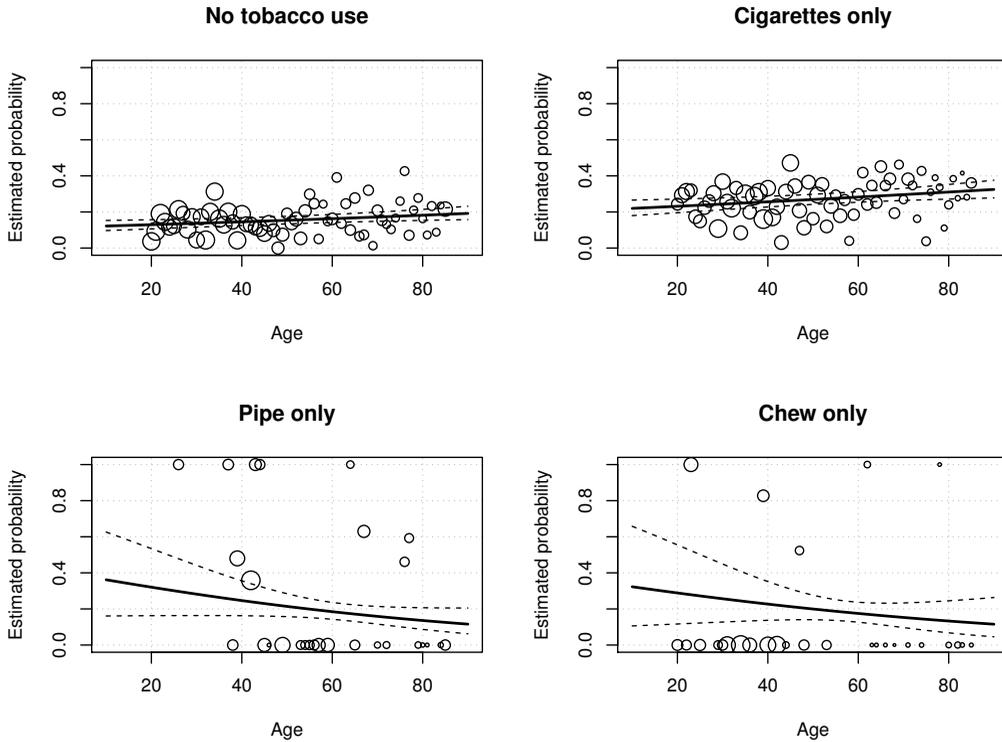 No tobacco use
Estimated probability
0.0 0.4 0.8
20 40 60 80
Age
Cigarettes only
Estimated probability
0.0 0.4 0.8
20 40 60 80
Age
Pipe only
Estimated probability
0.0 0.4 0.8
20 40 60 80
Age
Chew only
Estimated probability
0.0 0.4 0.8
20 40 60 80
Age